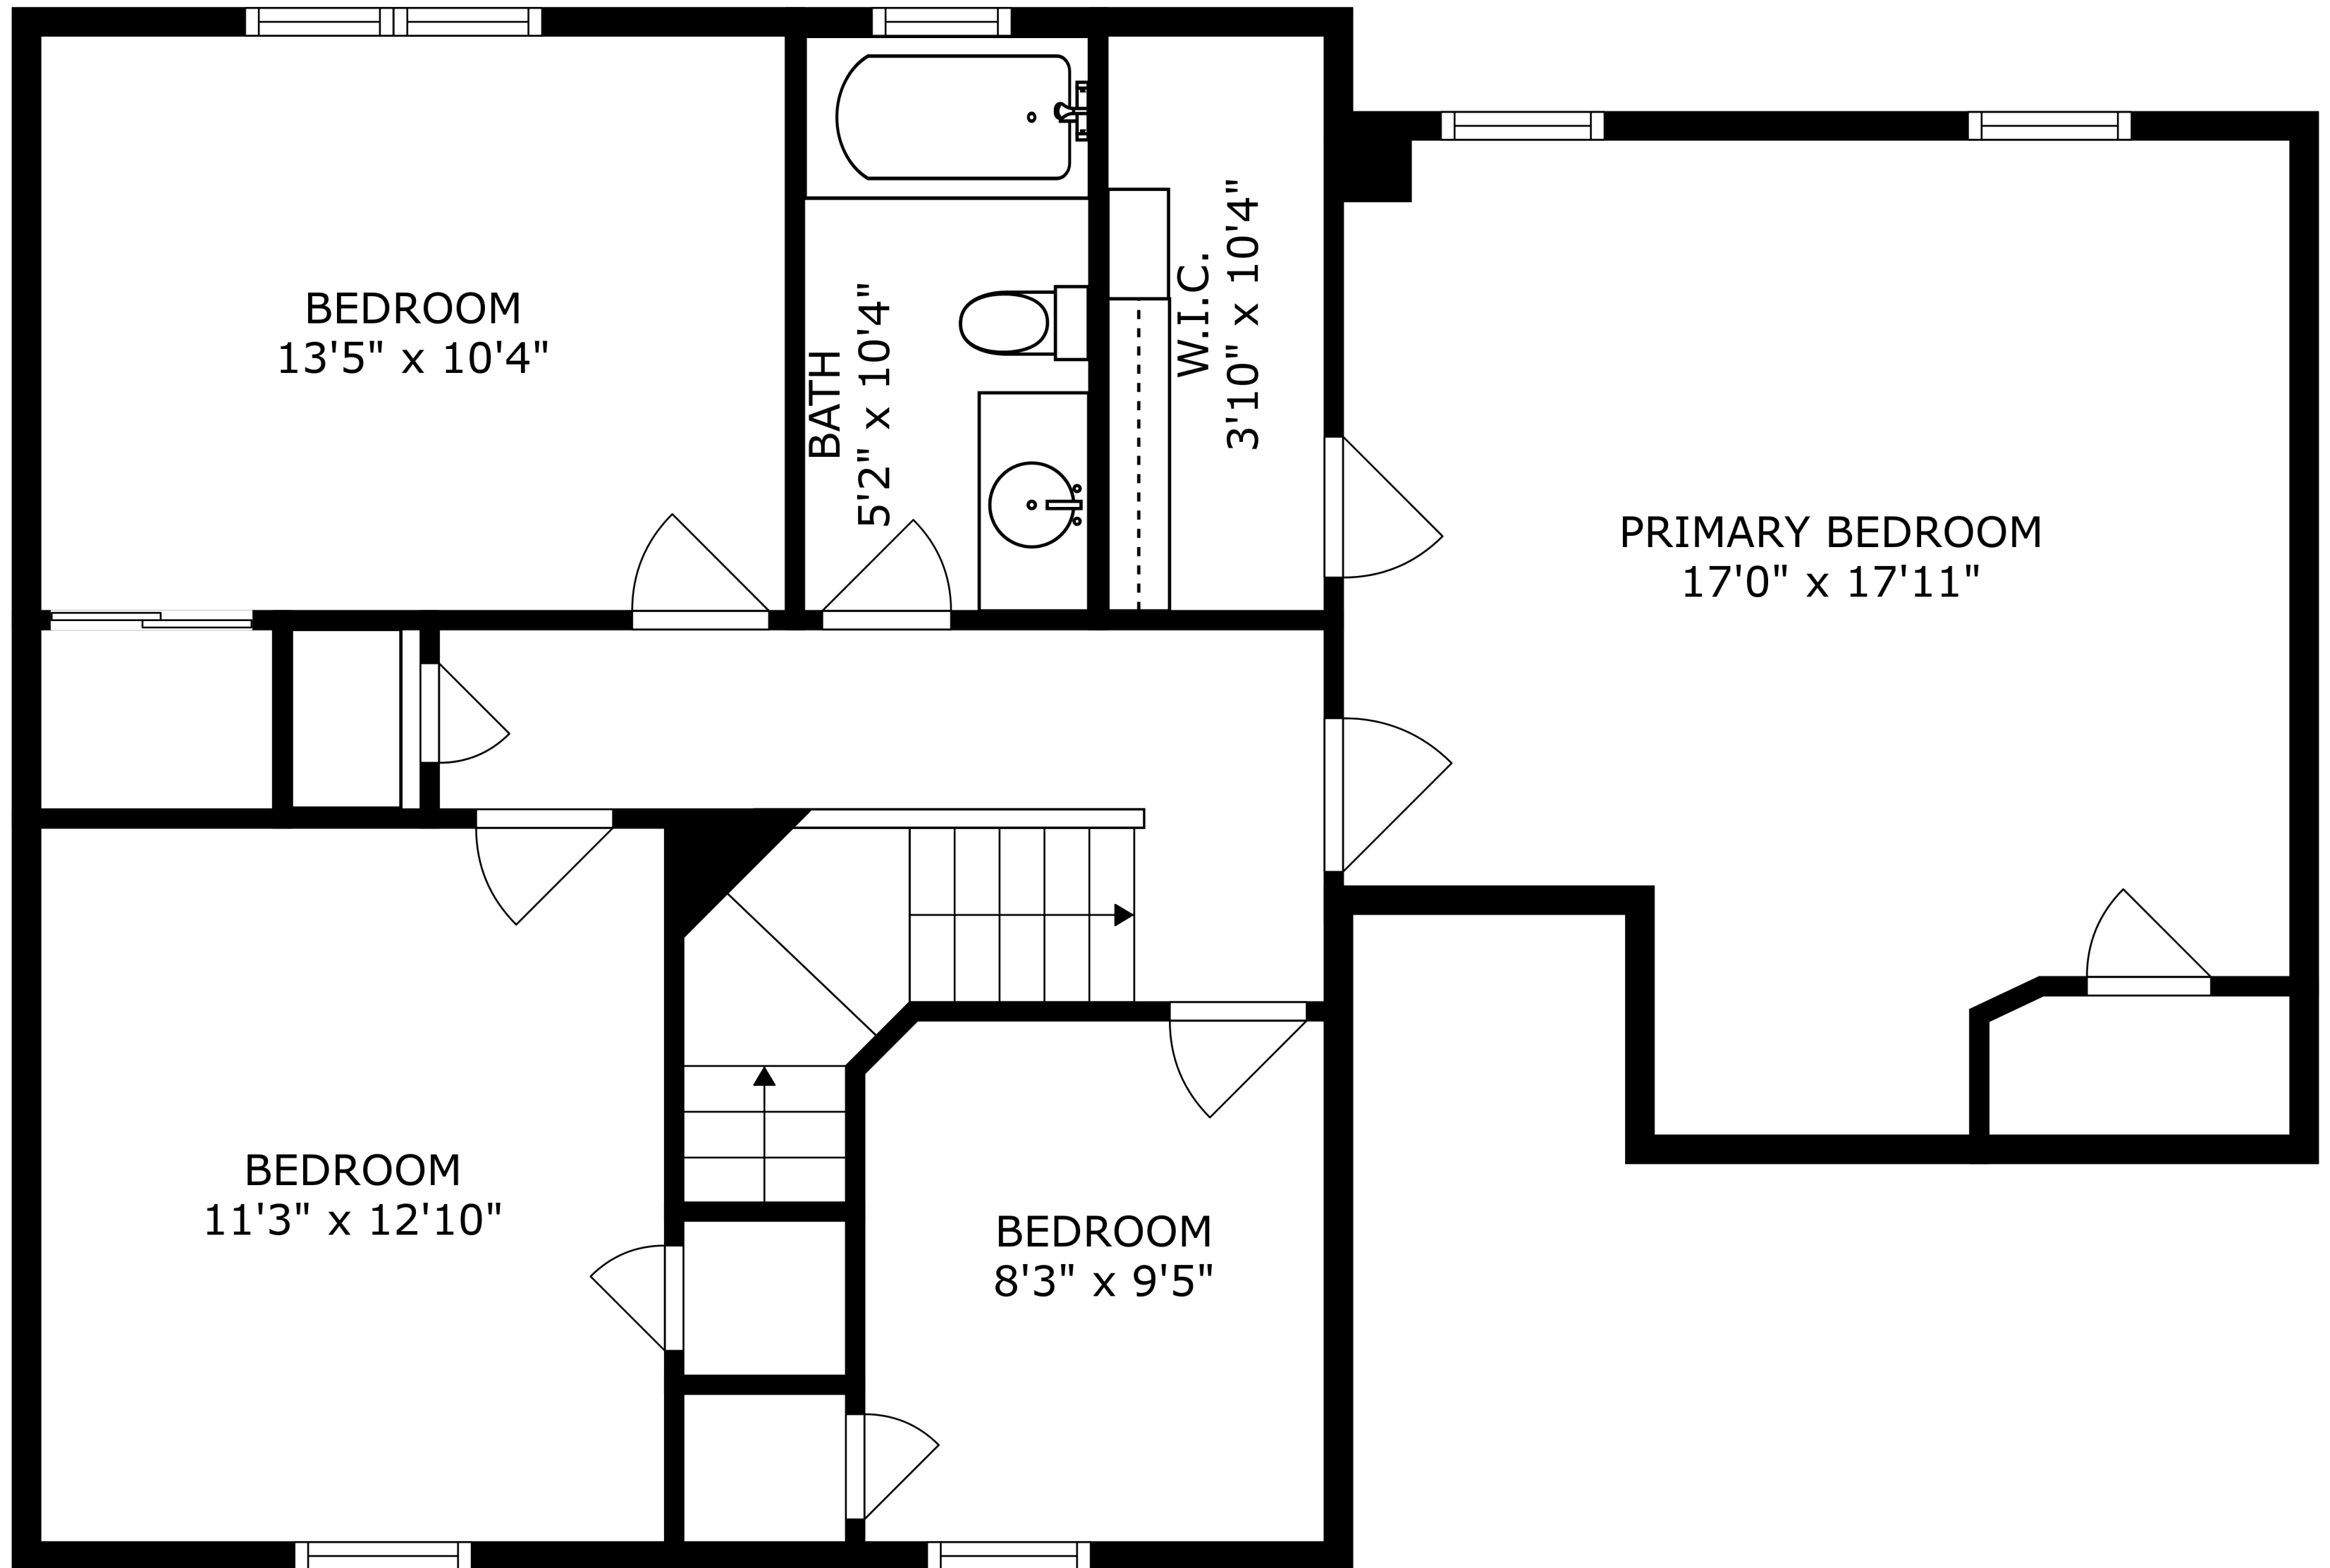 BEDROOM
13'5" x 10'4"
BATH
5'2" x 10'4"
W.I.C.
3'10" x 10'4"
PRIMARY BEDROOM
17'0" x 17'11"
BEDROOM
11'3" x 12'10"
BEDROOM
8'3" x 9'5"